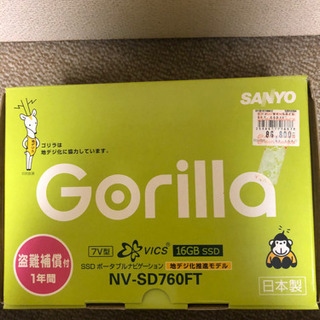 SANYO
ゴリラは
地デジ化に協力しています。
86,800
Gorilla
盗難補償付
1年間
7V型 VICS 16GB SSD
SSD ポータブルナビゲーション 地デジ化推進モデル
NV-SD760FT
日本製